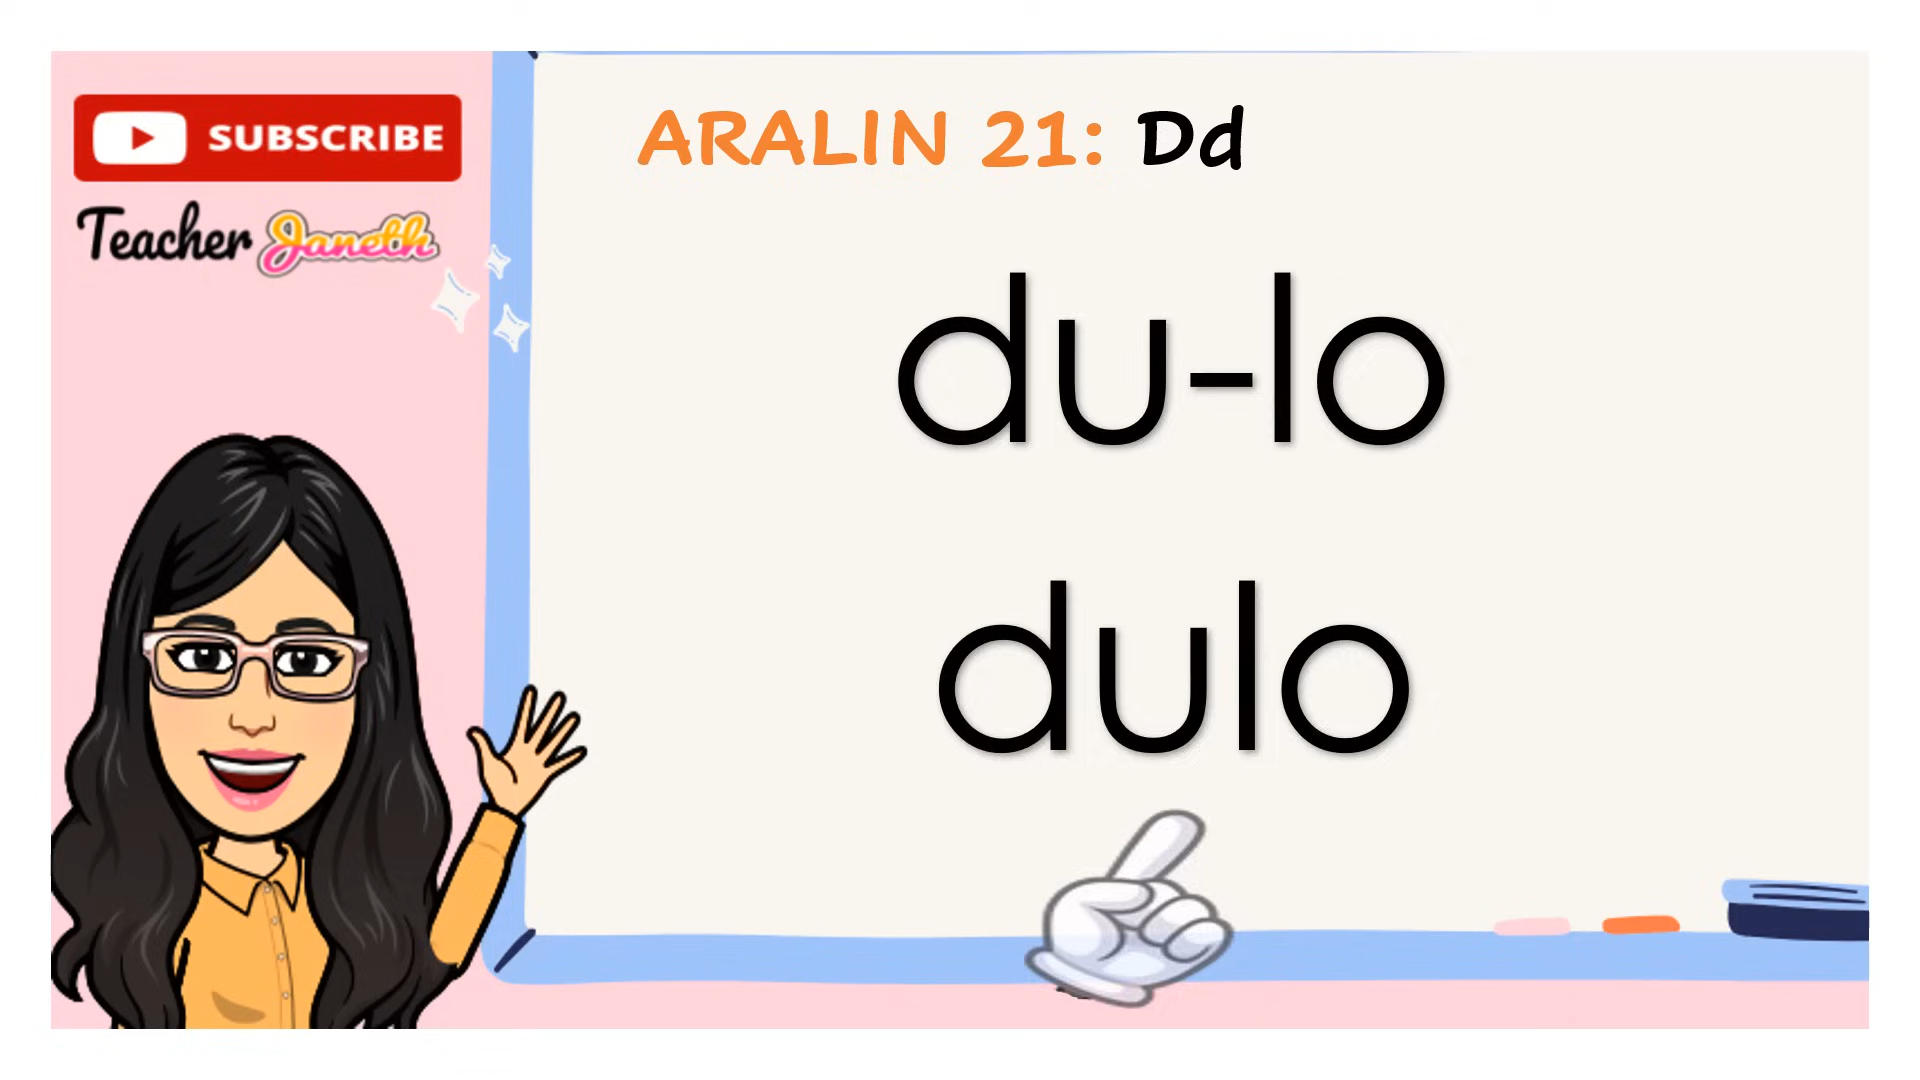 SUBSCRIBE
Teacher Janeth
ARALIN 21: Dd
du-lo
dulo